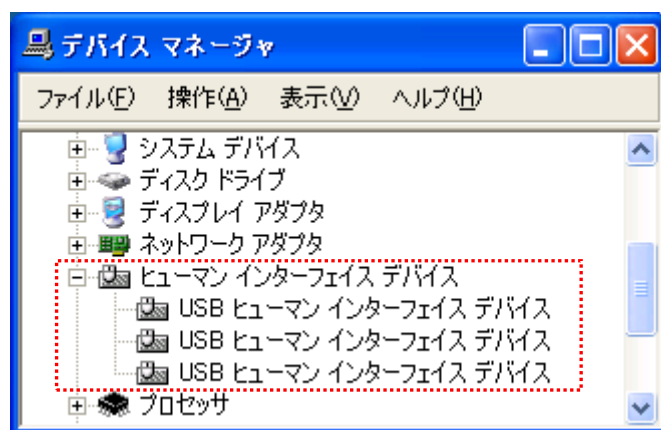 デバイス マネージャ
ファイル(F) 操作(A) 表示(V) ヘルプ(H)
システム デバイス
ディスク ドライブ
ディスプレイ アダプタ
ネットワーク アダプタ
ヒューマン インターフェイス デバイス
USB ヒューマン インターフェイス デバイス
USB ヒューマン インターフェイス デバイス
USB ヒューマン インターフェイス デバイス
プロセッサ